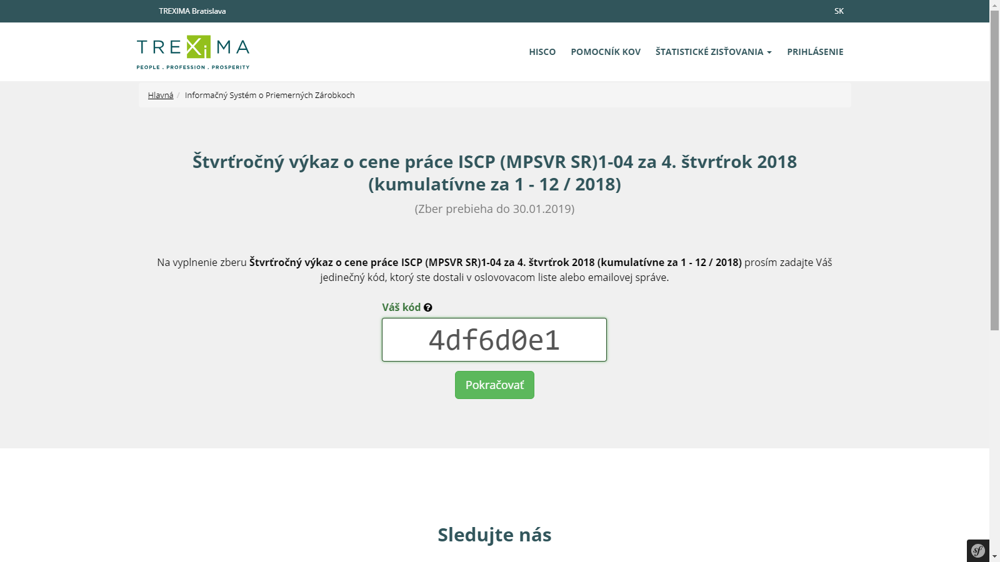 TREXIMA Bratislava
SK
TREXiMA
PEOPLE . PROFESSION . PROSPERITY
HISCO
POMOCNÍK KOV
ŠTATISTICKÉ ZISŤOVANIA
PRIHLÁSENIE
Hlavná / Informačný Systém o Priemerných Zárobkoch
Štvrťročný výkaz o cene práce ISCP (MPSVR SR)1-04 za 4. štvrťrok 2018
(kumulatívne za 1 - 12 / 2018)
(Zber prebieha do 30.01.2019)
Na vyplnenie zberu Štvrťročný výkaz o cene práce ISCP (MPSVR SR)1-04 za 4. štvrťrok 2018 (kumulatívne za 1 - 12 / 2018) prosím zadajte Váš
jedinečný kód, ktorý ste dostali v oslovovacom liste alebo emailovej správe.
Váš kód ?
4df6d0e1
Pokračovať
Sledujte nás
sf